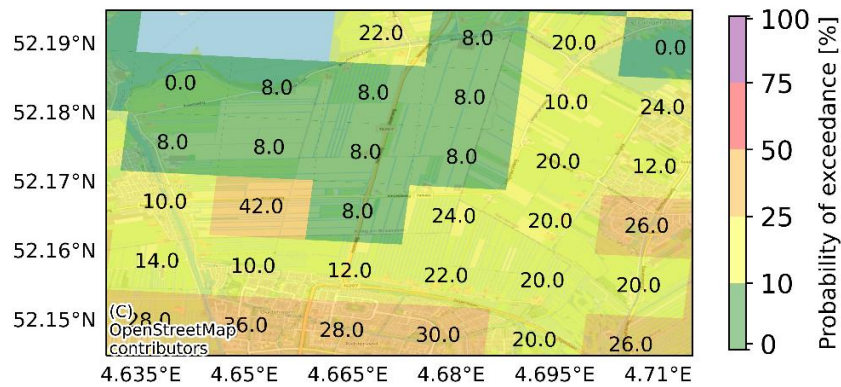 52.19°N
52.18°N
52.17°N
52.16°N
52.15°N
22.0 8.0 20.0 0.0
0.0 8.0 8.0 8.0 10.0 24.0
8.0 8.0 8.0 8.0 20.0 12.0
10.0 42.0 8.0 24.0 20.0 26.0
14.0 10.0 12.0 22.0 20.0 20.0
28.0 36.0 28.0 30.0 20.0 26.0
(C)
OpenStreetMap
contributors
4.635°E 4.65°E 4.665°E 4.68°E 4.695°E 4.71°E
100
75
50
25
10
0
Probability of exceedance [%]